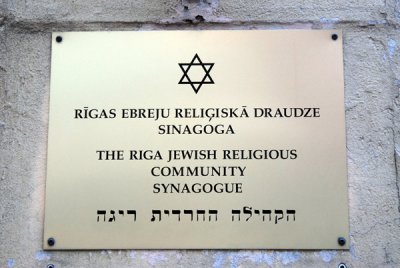 RĪGAS EBREJU RELIĢISKĀ DRAUDZE
SINAGOGA
THE RIGA JEWISH RELIGIOUS
COMMUNITY
SYNAGOGUE
הקהילה החרדית ריגה